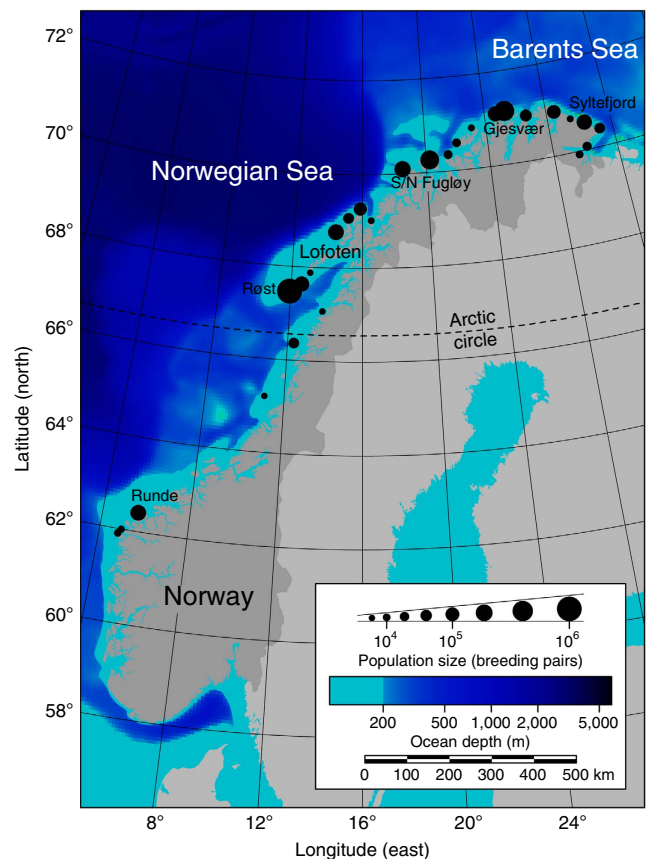 72°
Barents Sea
Syltefjord
70°
Gjesvær
S/N Fugløy
Norwegian Sea
68°
Lofoten
Røst
66°
Arctic
circle
Latitude (north)
64°
Runde
62°
Norway
10⁴ 10⁵ 10⁶
60°
Population size (breeding pairs)
58°
200 500 1,000 2,000 5,000
Ocean depth (m)
0 100 200 300 400 500 km
8° 12° 16° 20° 24°
Longitude (east)